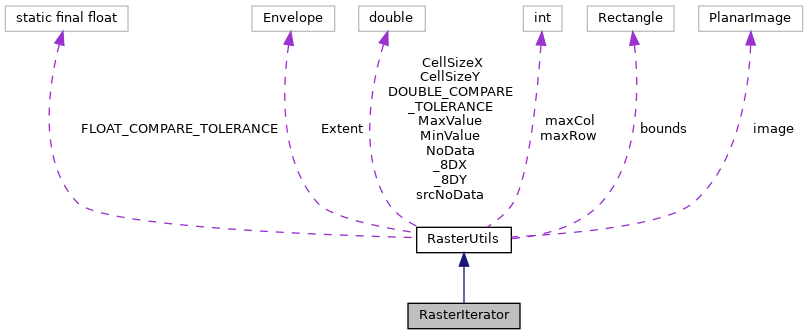 static final float
Envelope
double
int
Rectangle
PlanarImage
FLOAT_COMPARE_TOLERANCE
Extent
CellSizeX
CellSizeY
DOUBLE_COMPARE
_TOLERANCE
MaxValue
MinValue
NoData
_8DX
_8DY
srcNoData
maxCol
maxRow
bounds
image
RasterUtils
RasterIterator